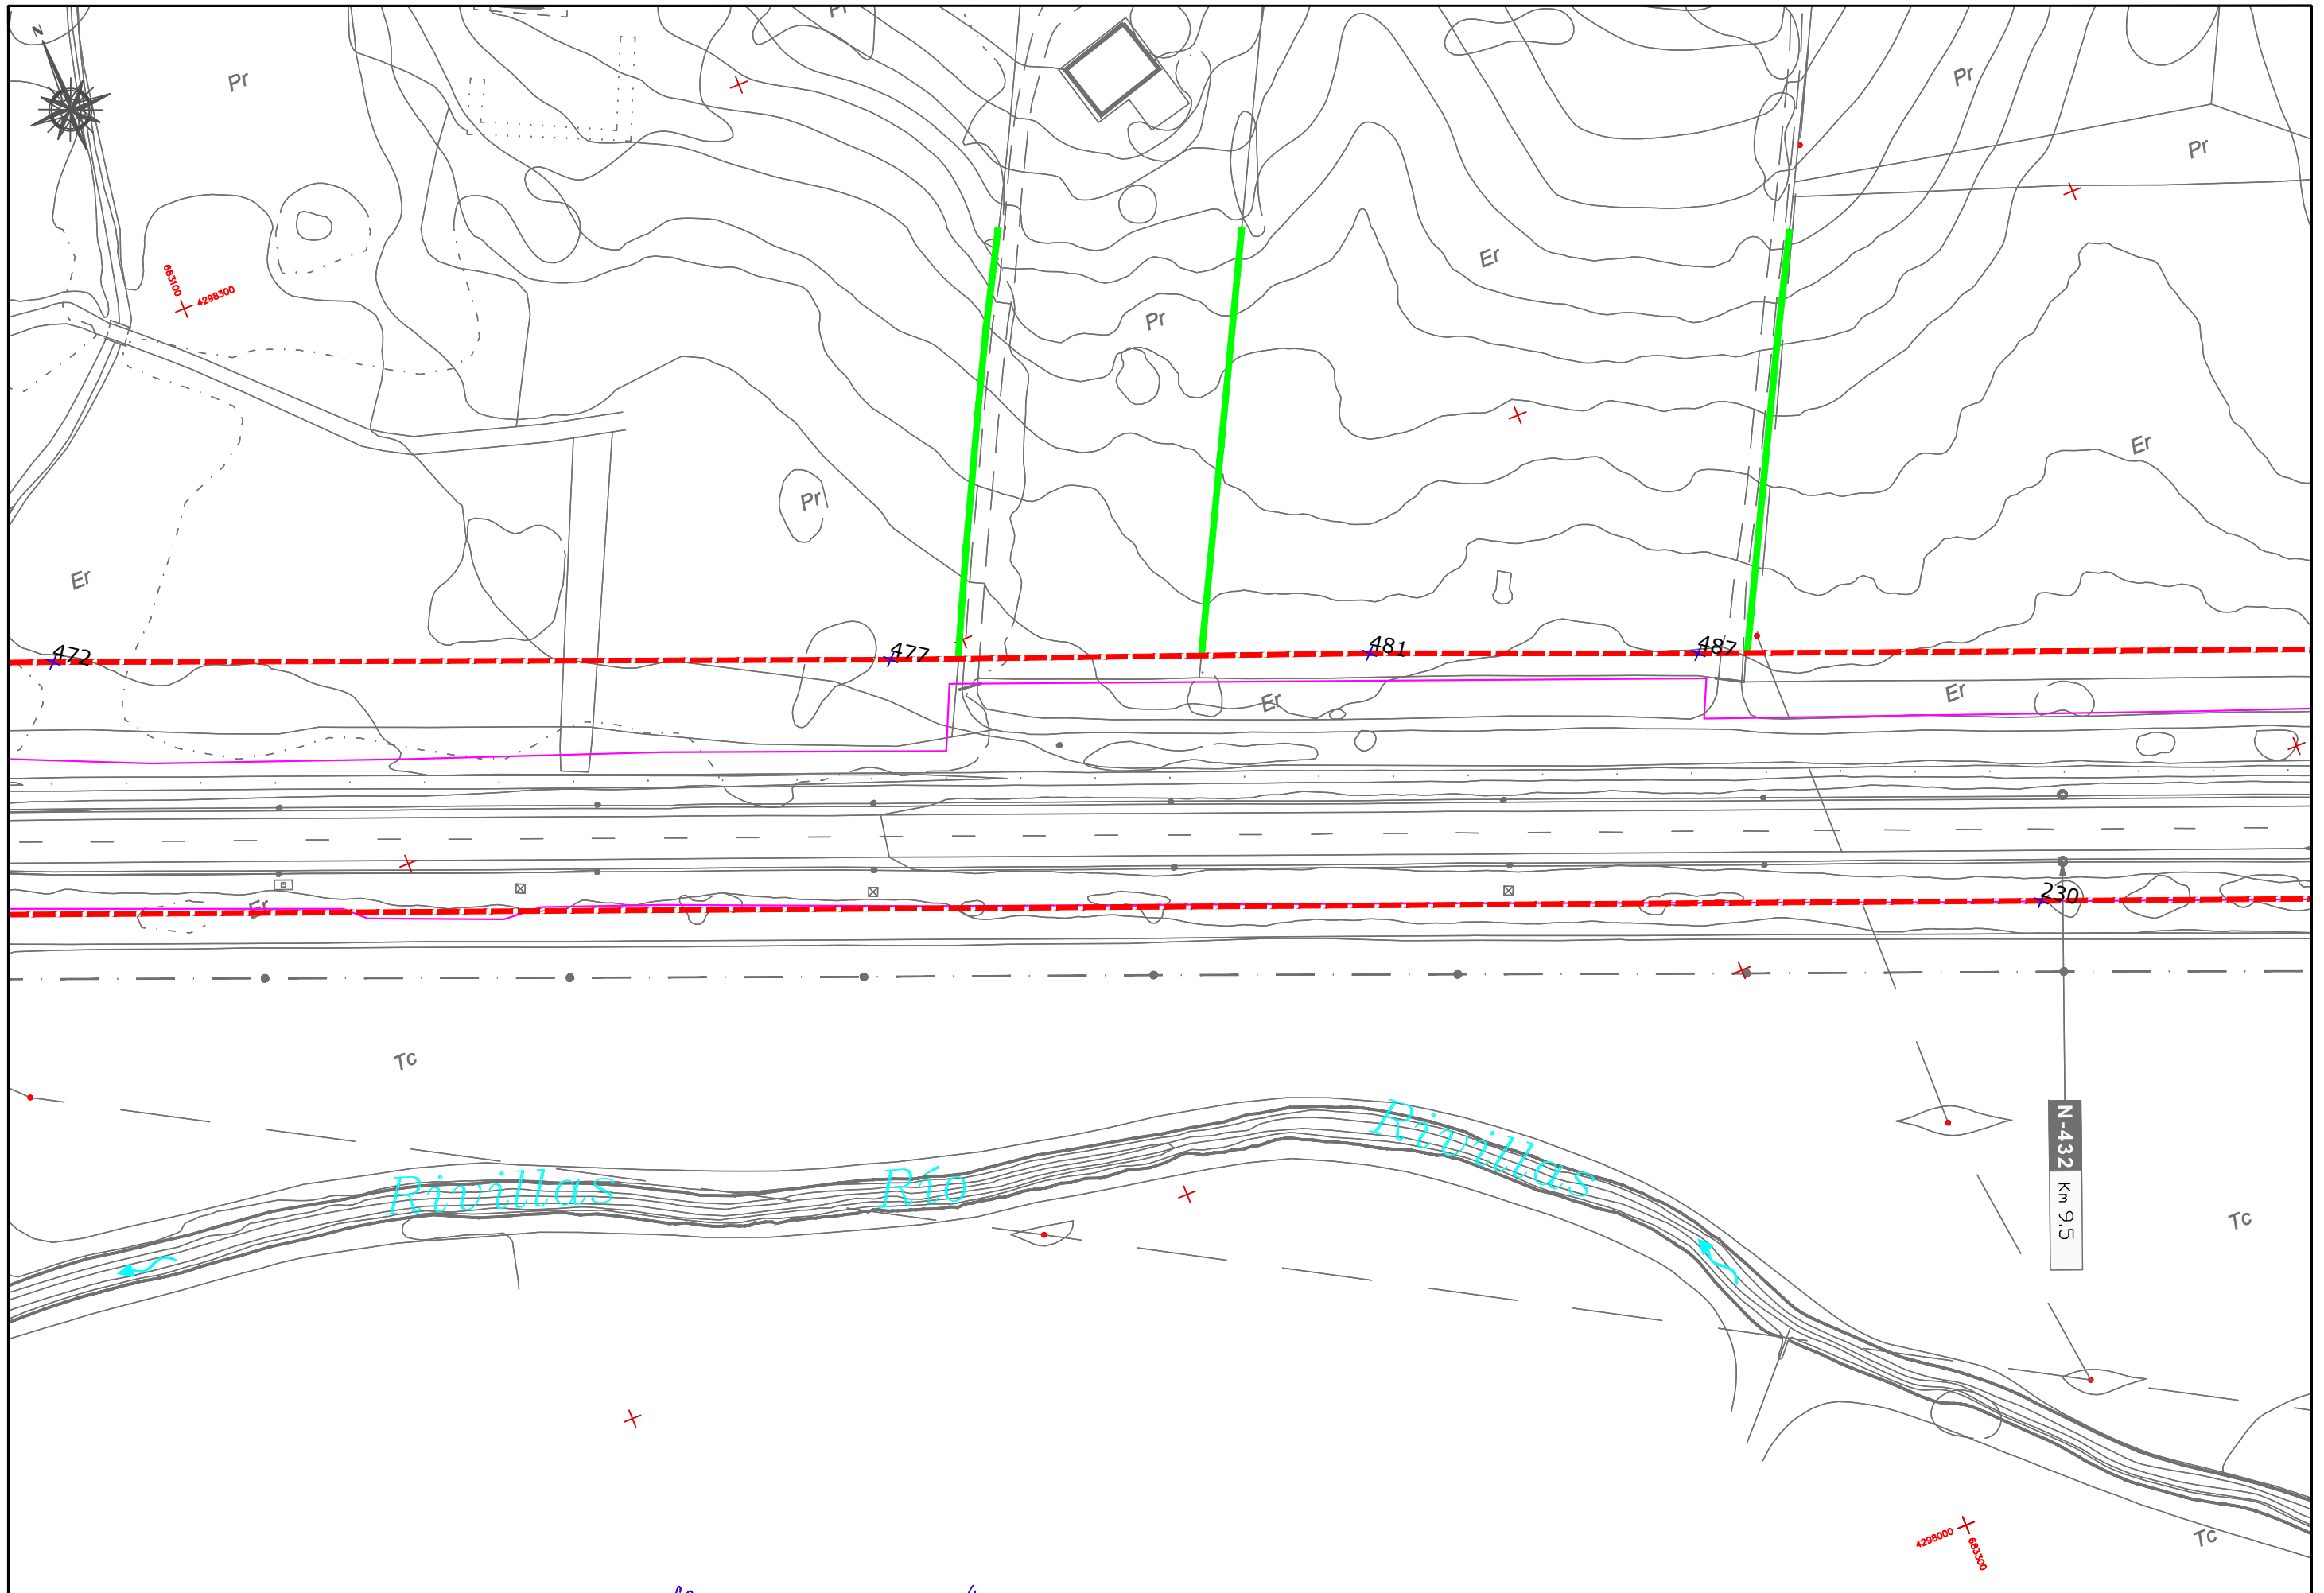 N
Pr
Pr
Pr
Pr
683100
4298300
Er
Pr
Er
Pr
Er
472
477
481
487
Er
Er
Er
230
Tc
N-432 Km 9.5
Rivillas
Río
Rivillas
Tc
4298000
683300
Tc